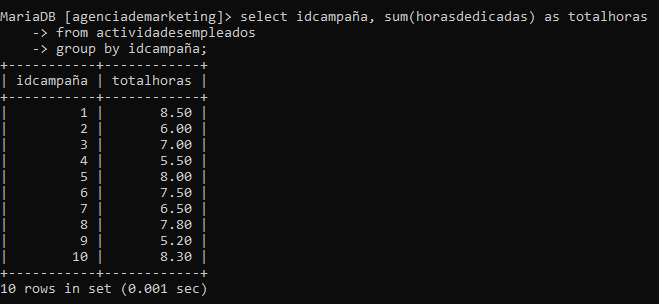 MariaDB [agenciademarketing]> select idcampaña, sum(horasdedicadas) as totalhoras
    -> from actividadesempleados
    -> group by idcampaña;
+-----------+------------+
| idcampaña | totalhoras |
+-----------+------------+
|         1 |       8.50 |
|         2 |       6.00 |
|         3 |       7.00 |
|         4 |       5.50 |
|         5 |       8.00 |
|         6 |       7.50 |
|         7 |       6.50 |
|         8 |       7.80 |
|         9 |       5.20 |
|        10 |       8.30 |
+-----------+------------+
10 rows in set (0.001 sec)